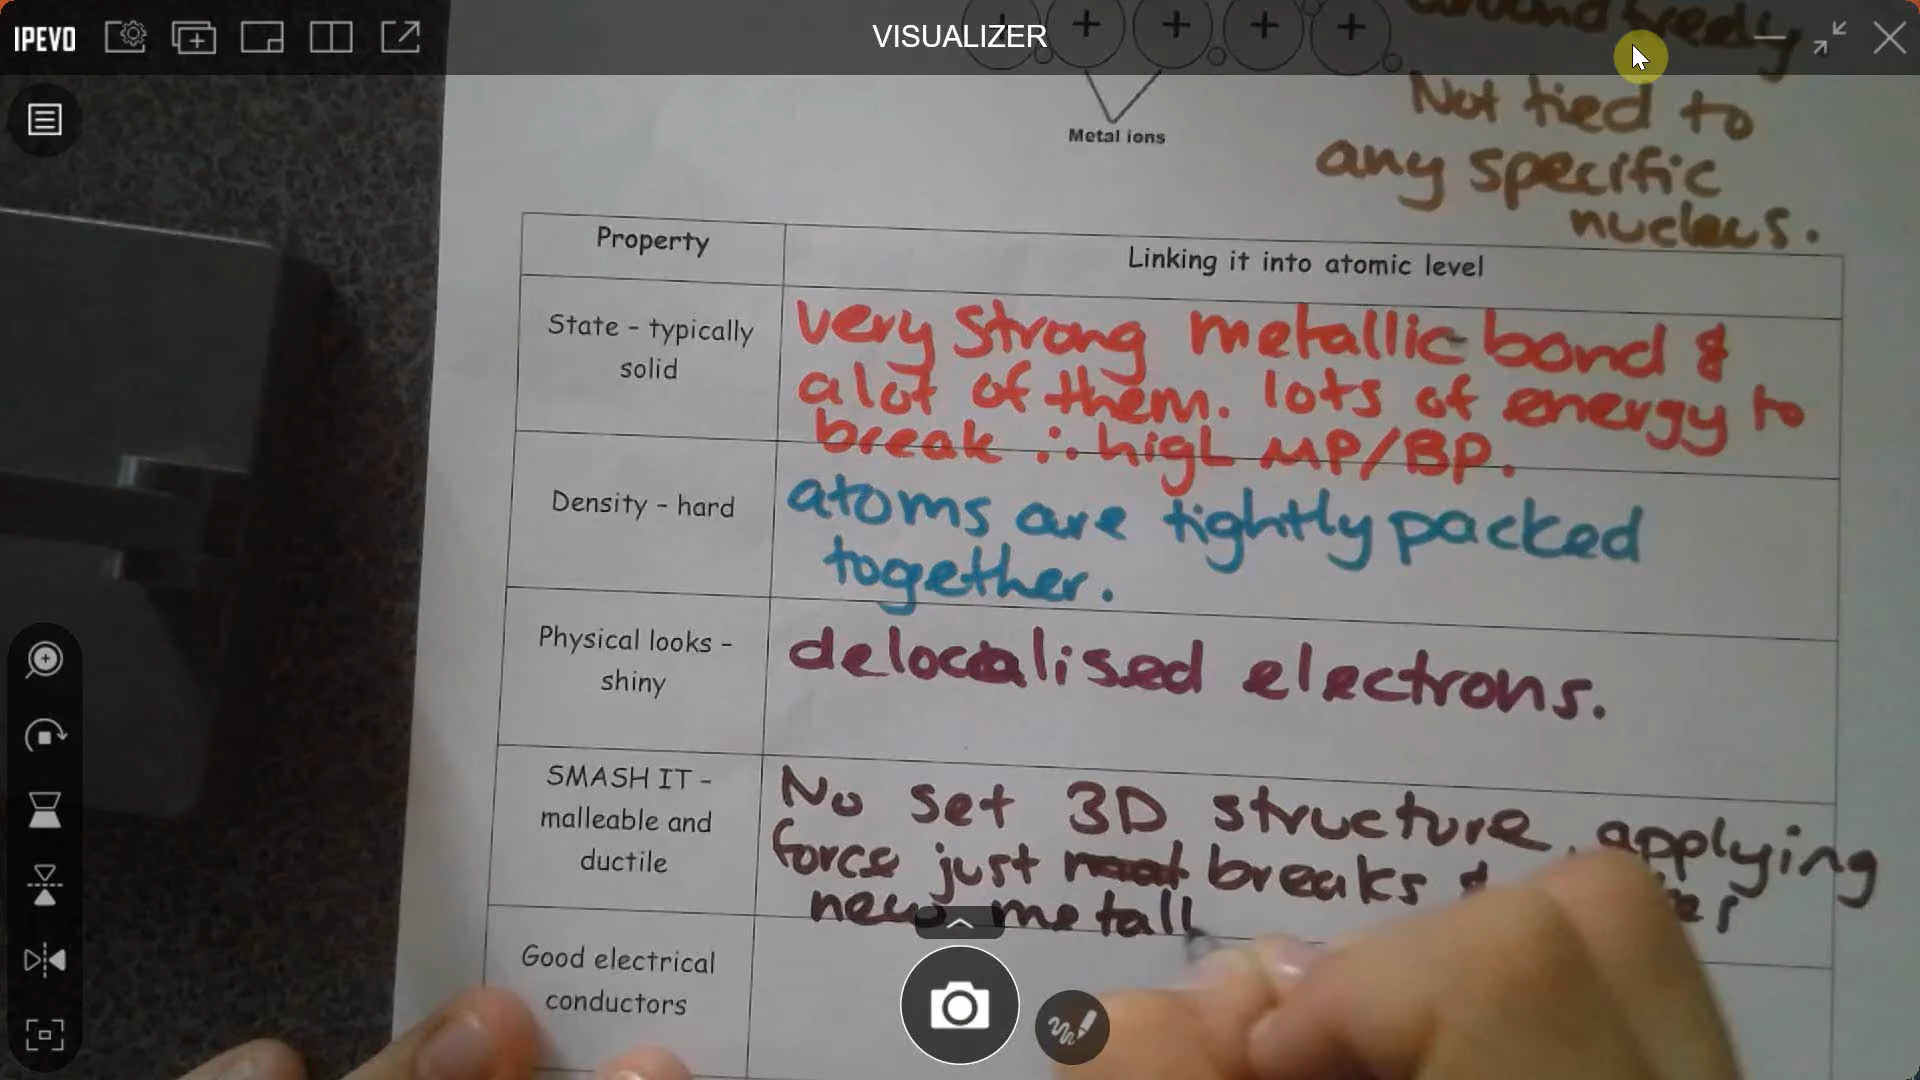 IPEVO
VISUALIZER
around freely
Not tied to
any specific
nucleus.
Metal ions
Property
Linking it into atomic level
State - typically
solid
very strong metallic bond &
alot of them. lots of energy to
break ∴ high MP/BP.
Density - hard
atoms are tightly packed
together.
Physical looks -
shiny
delocalised electrons.
SMASH IT -
malleable and
ductile
No set 3D structure, applying
force just breaks
new metall
Good electrical
conductors